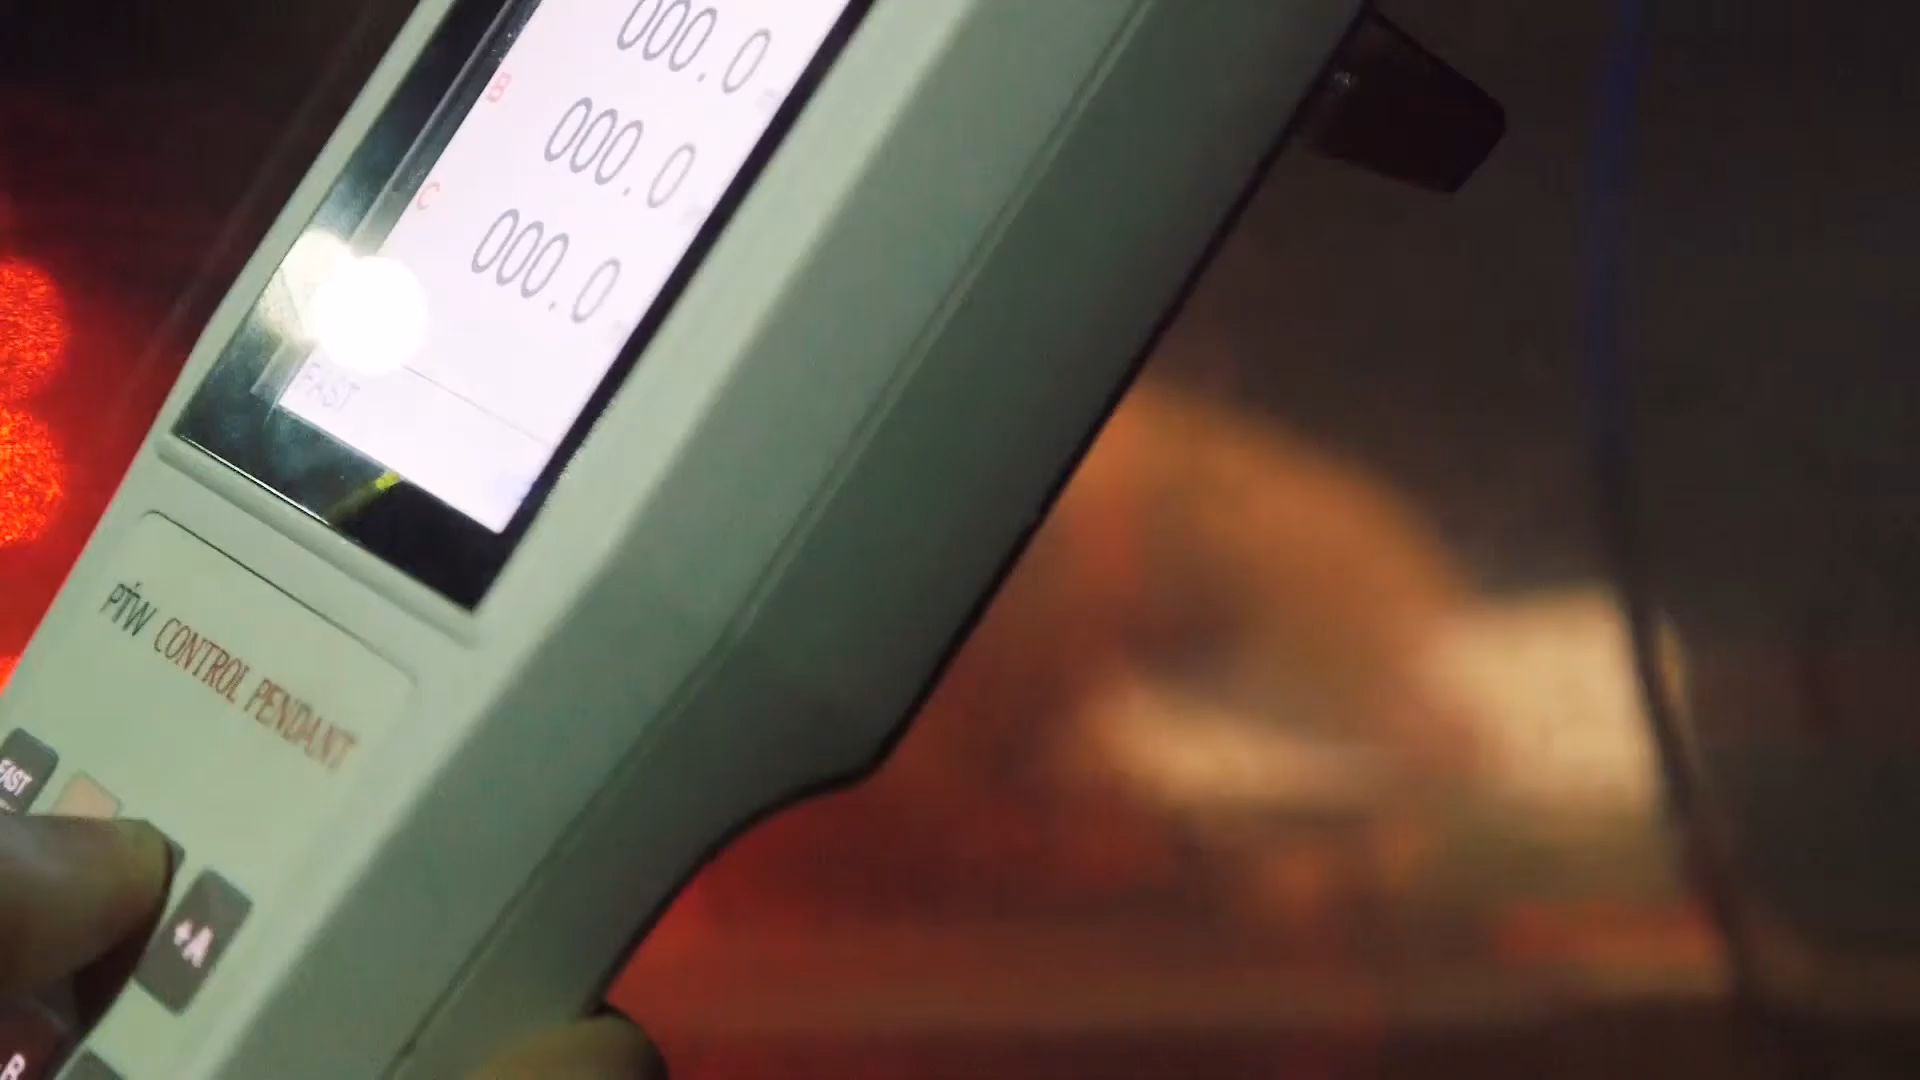 000.0
B
000.0
C
000.0
FAST
PTW CONTROL PENDANT
FAST
+A
B